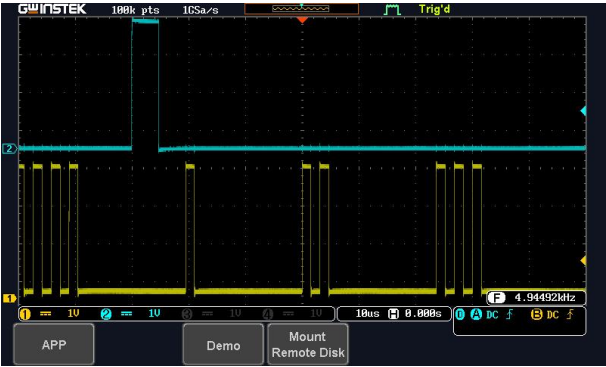 GWINSTEK 100k pts 1GSa/s Trig'd
2
1
F 4.94492kHz
1 1V 2 1V 3 1V 4 1V 10us H 0.000s D A DC B DC
APP Demo Mount
Remote Disk